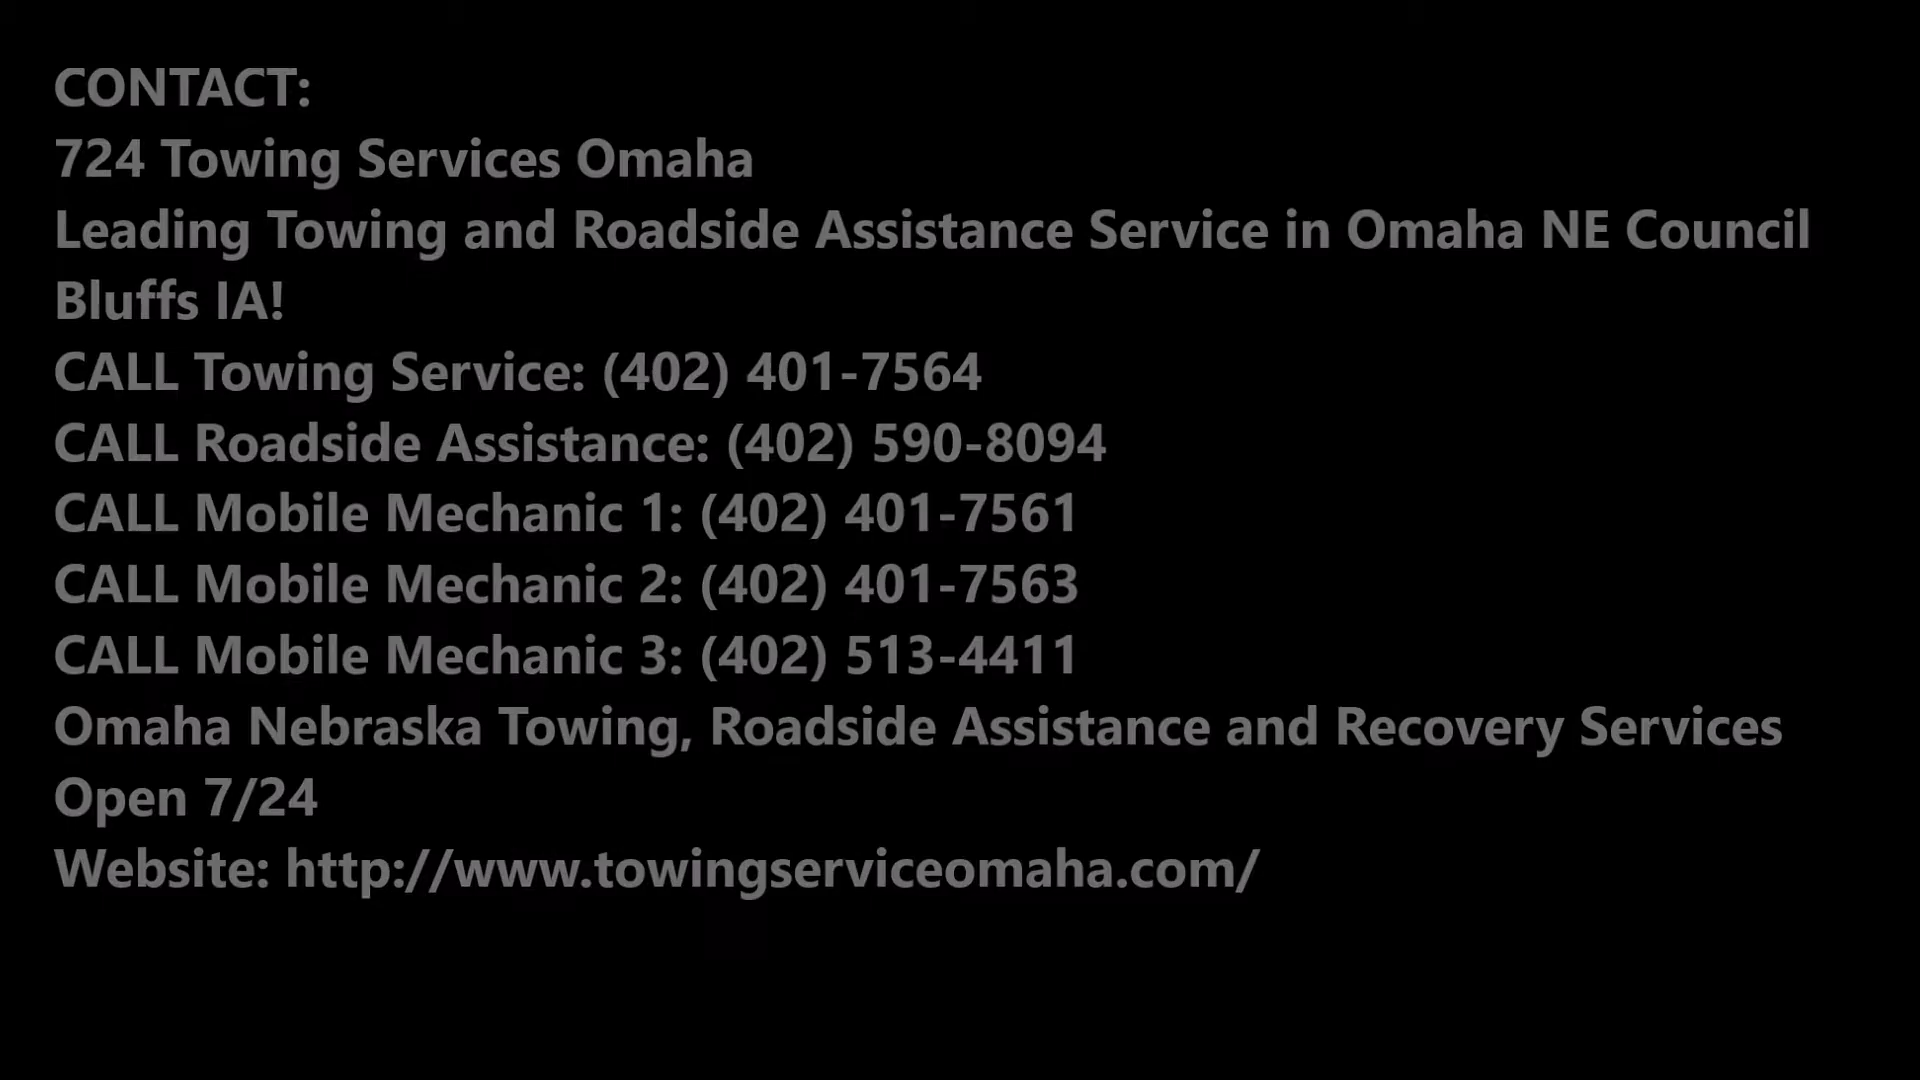 CONTACT:
724 Towing Services Omaha
Leading Towing and Roadside Assistance Service in Omaha NE Council
Bluffs IA!
CALL Towing Service: (402) 401-7564
CALL Roadside Assistance: (402) 590-8094
CALL Mobile Mechanic 1: (402) 401-7561
CALL Mobile Mechanic 2: (402) 401-7563
CALL Mobile Mechanic 3: (402) 513-4411
Omaha Nebraska Towing, Roadside Assistance and Recovery Services
Open 7/24
Website: http://www.towingserviceomaha.com/